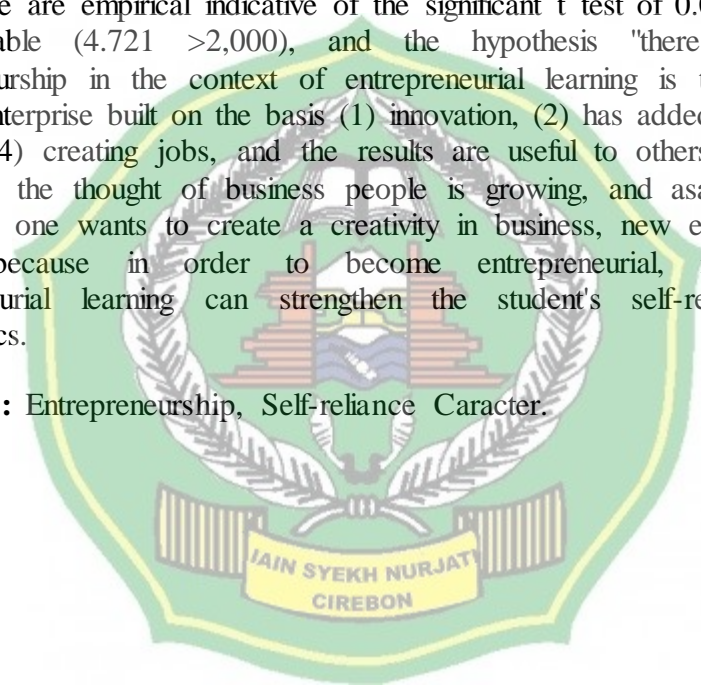 e are empirical indicative of the significant t test of 0.0
able (4.721 >2,000), and the hypothesis "there
urship in the context of entrepreneurial learning is t
nterprise built on the basis (1) innovation, (2) has added
4) creating jobs, and the results are useful to others
the thought of business people is growing, and asa
one wants to create a creativity in business, new e
because in order to become entrepreneurial,
urial learning can strengthen the student's self-re
cs.
: Entrepreneurship, Self-reliance Caracter.
IAIN SYEKH NURJATI
CIREBON